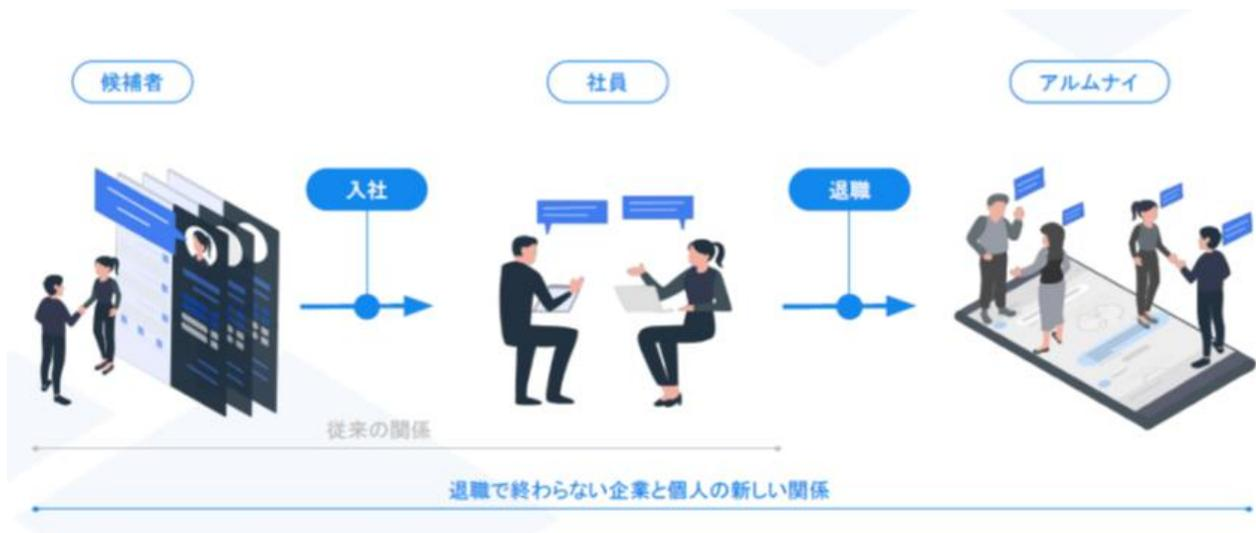 候補者
社員
アルムナイ
入社
退職
従来の関係
退職で終わらない企業と個人の新しい関係